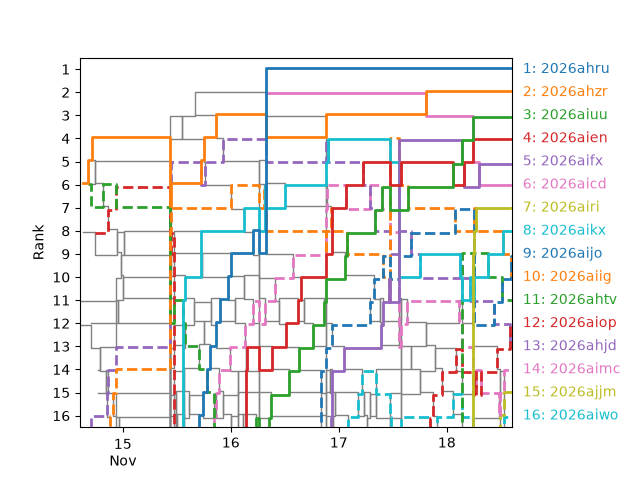 1
2
3
4
5
6
7
8
9
10
11
12
13
14
15
16
Rank
15
16
17
18
Nov
1: 2026ahru
2: 2026ahzr
3: 2026aiuu
4: 2026aien
5: 2026aifx
6: 2026aicd
7: 2026airi
8: 2026aikx
9: 2026aijo
10: 2026aiig
11: 2026ahtv
12: 2026aiop
13: 2026ahjd
14: 2026aimc
15: 2026ajjm
16: 2026aiwo